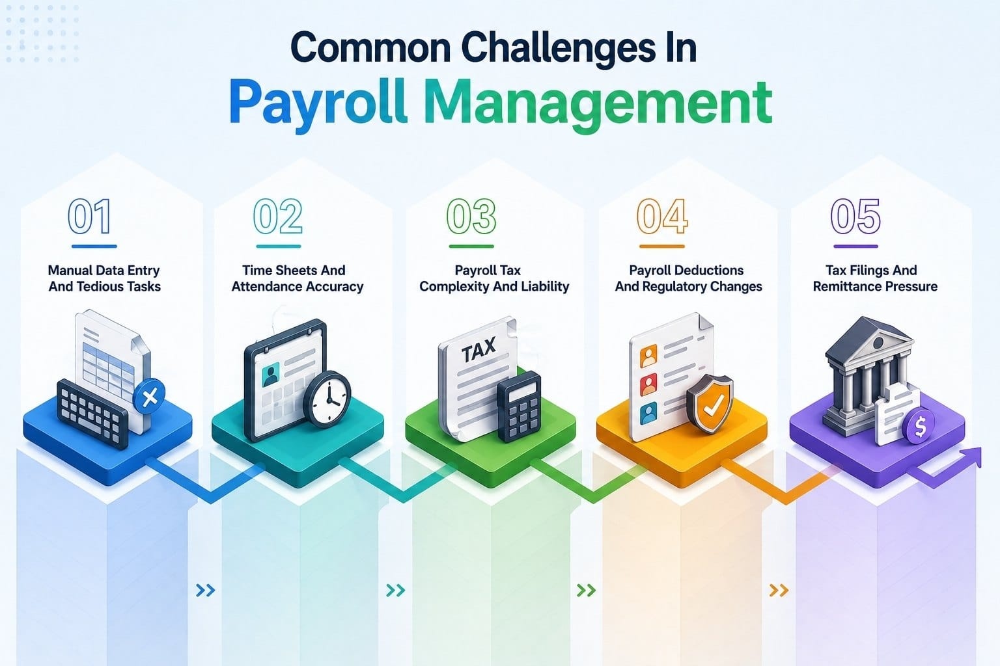 Common Challenges In
Payroll Management
01
Manual Data Entry
And Tedious Tasks
02
Time Sheets And
Attendance Accuracy
03
Payroll Tax
Complexity And Liability
04
Payroll Deductions
And Regulatory Changes
05
Tax Filings And
Remittance Pressure
TAX
$